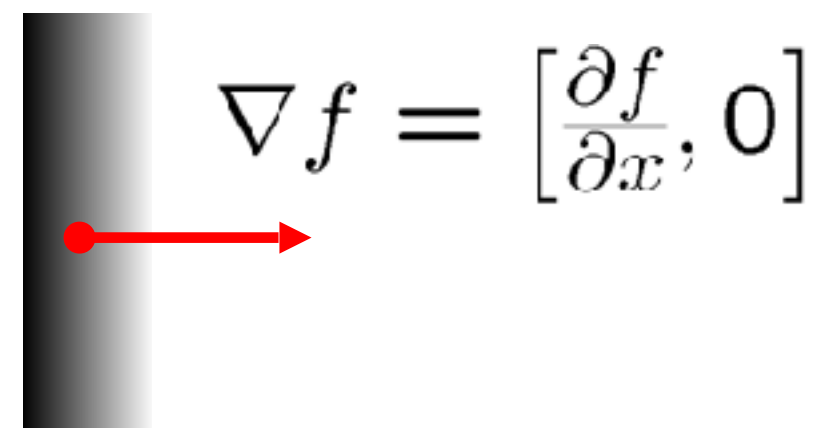 ∇f = [∂f/∂x, 0]